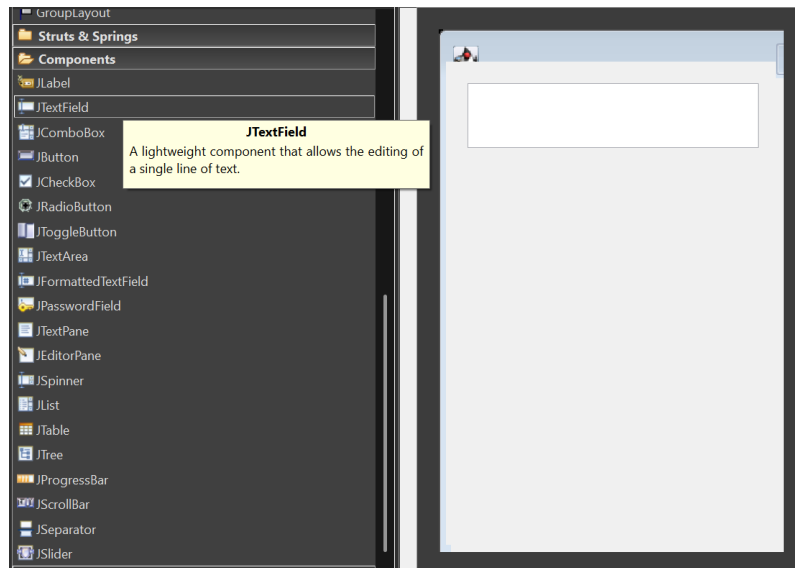 GroupLayout
Struts & Springs
Components
JLabel
JTextField
JComboBox
JTextField
A lightweight component that allows the editing of
a single line of text.
JButton
JCheckBox
JRadioButton
JToggleButton
JTextArea
JFormattedTextField
JPasswordField
JTextPane
JEditorPane
JSpinner
JList
JTable
JTree
JProgressBar
JScrollBar
JSeparator
JSlider